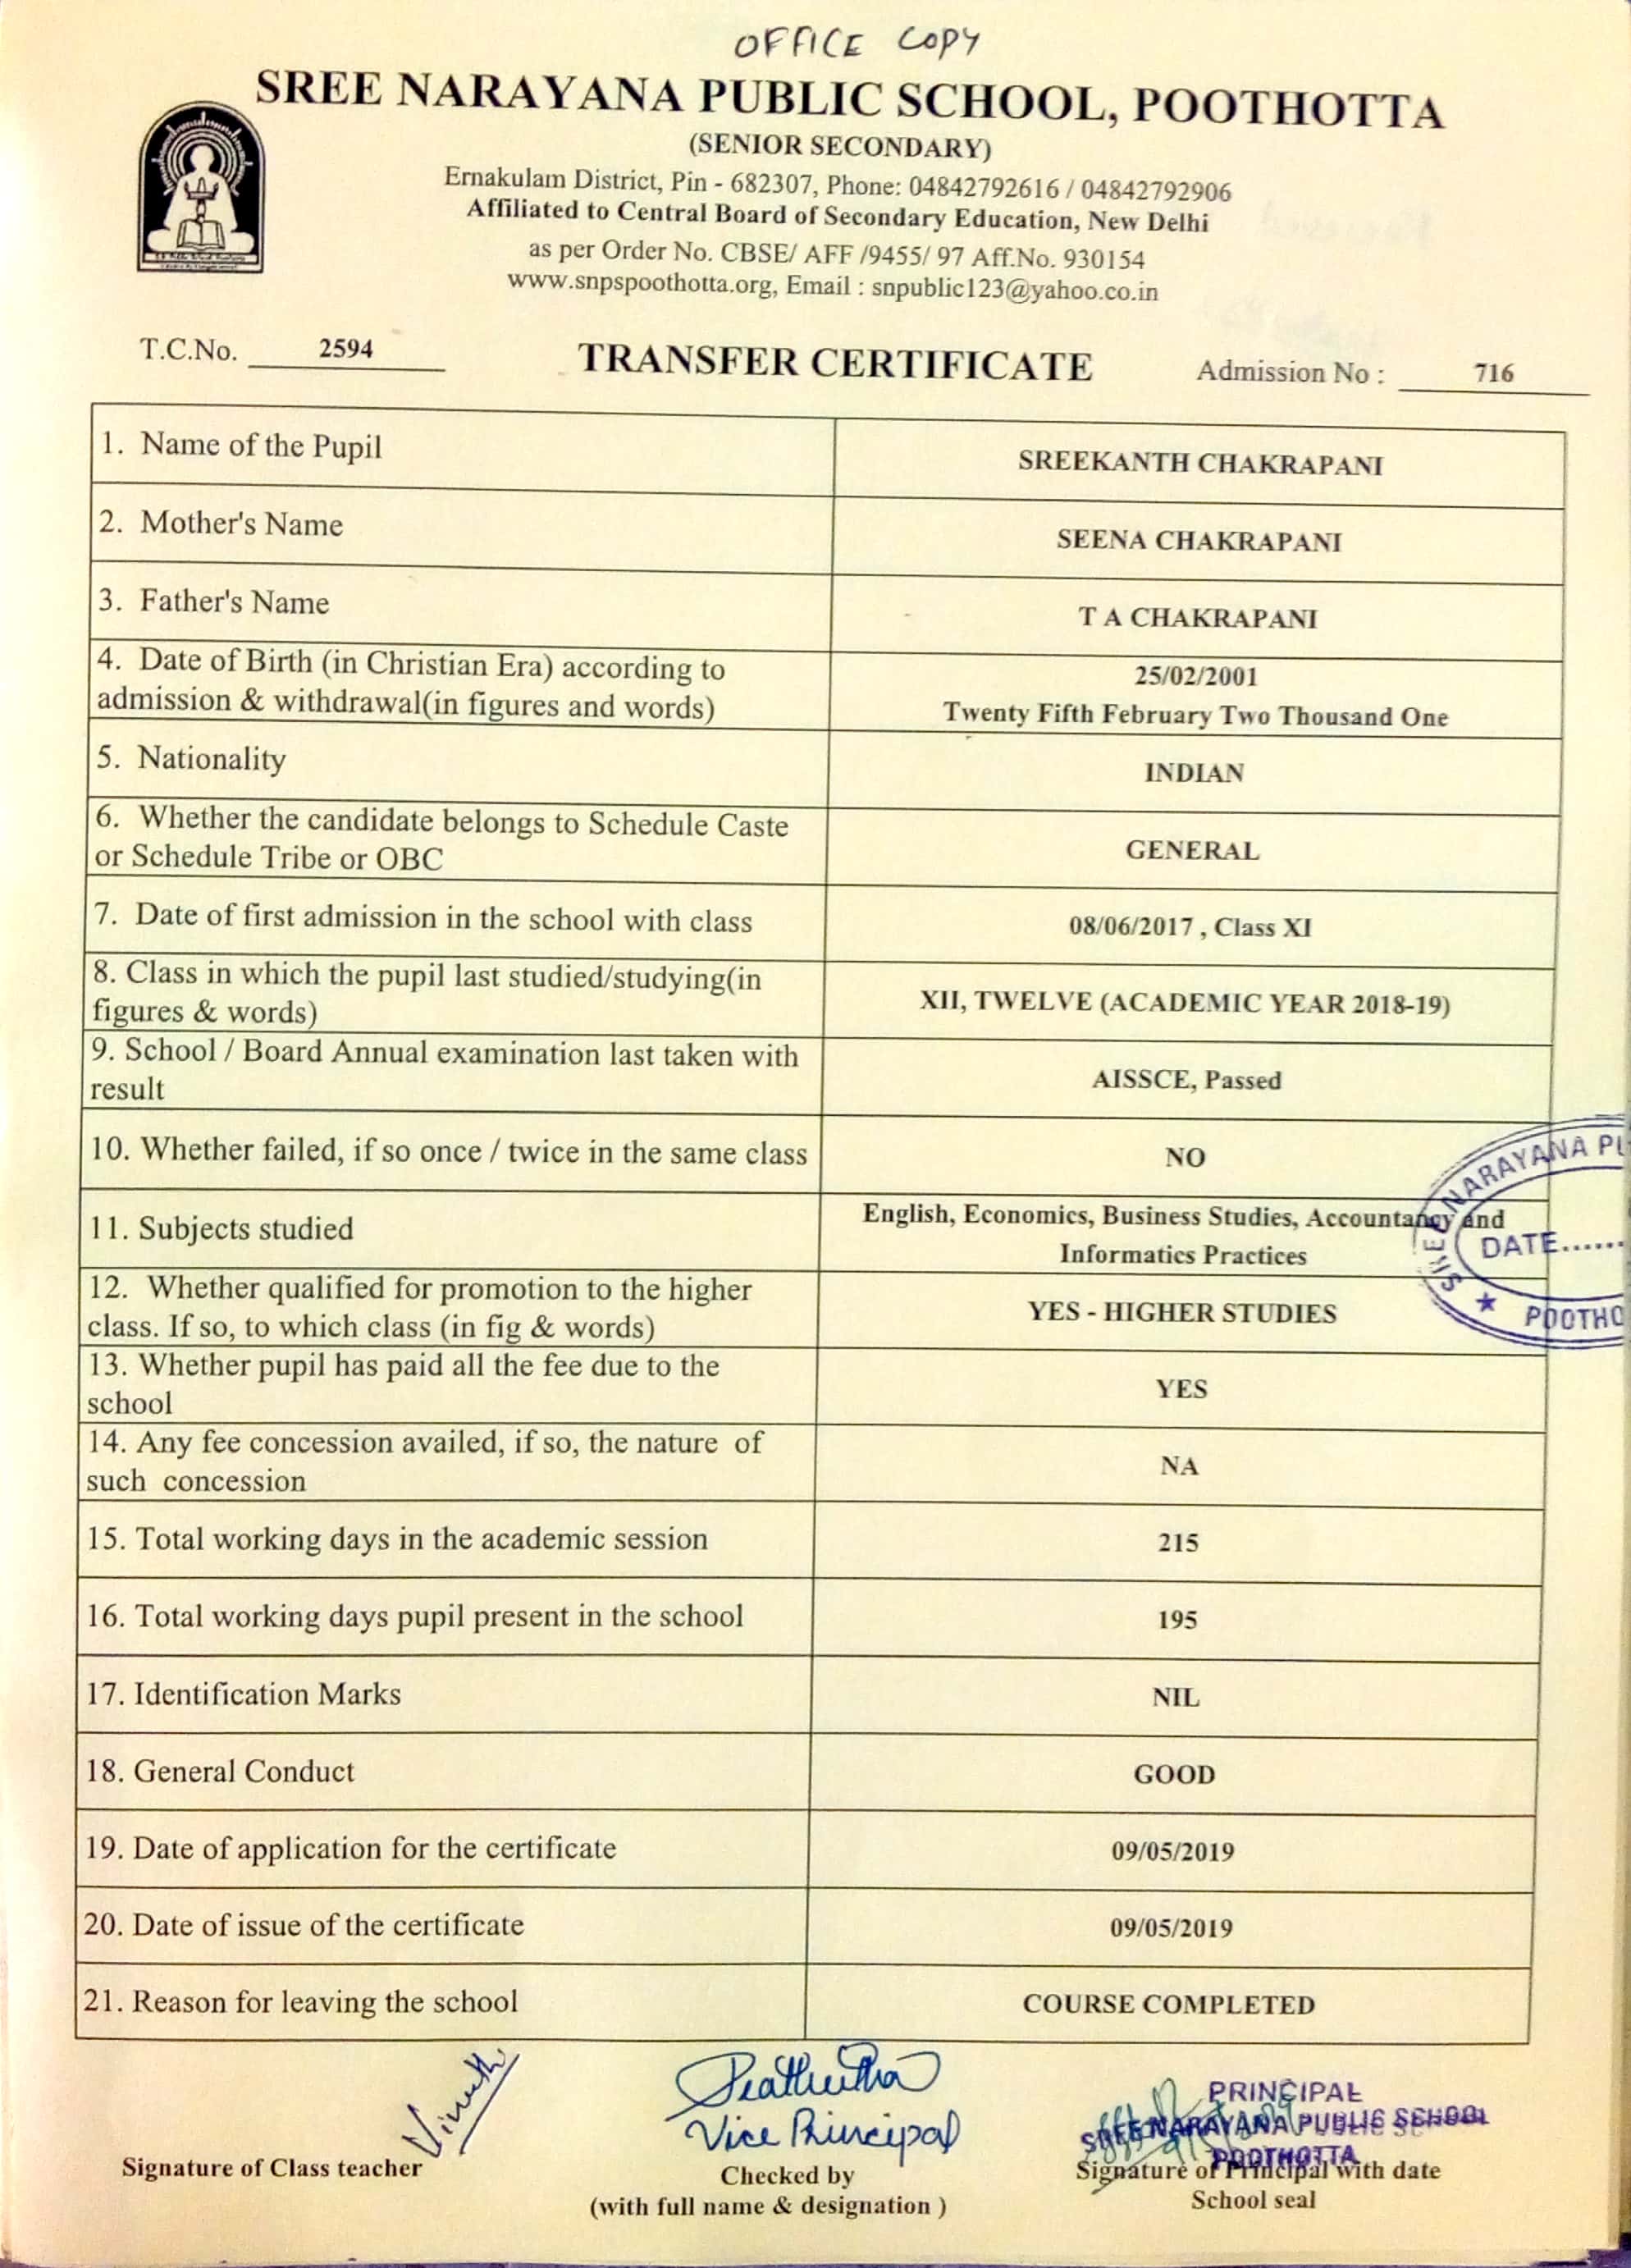 OFFICE COPY
SREE NARAYANA PUBLIC SCHOOL, POOTHOTTA
(SENIOR SECONDARY)
Ernakulam District, Pin - 682307, Phone: 04842792616 / 04842792906
Affiliated to Central Board of Secondary Education, New Delhi
as per Order No. CBSE/ AFF /9455/ 97 Aff.No. 930154
www.snpspoothotta.org, Email : snpublic123@yahoo.co.in
T.C.No. 2594 TRANSFER CERTIFICATE Admission No : 716
1. Name of the Pupil
SREEKANTH CHAKRAPANI
2. Mother's Name
SEENA CHAKRAPANI
3. Father's Name
T A CHAKRAPANI
4. Date of Birth (in Christian Era) according to
admission & withdrawal(in figures and words)
25/02/2001
Twenty Fifth February Two Thousand One
5. Nationality
INDIAN
6. Whether the candidate belongs to Schedule Caste
or Schedule Tribe or OBC
GENERAL
7. Date of first admission in the school with class
08/06/2017 , Class XI
8. Class in which the pupil last studied/studying(in
figures & words)
XII, TWELVE (ACADEMIC YEAR 2018-19)
9. School / Board Annual examination last taken with
result
AISSCE, Passed
10. Whether failed, if so once / twice in the same class
NO
11. Subjects studied
English, Economics, Business Studies, Accountancy and
Informatics Practices
12. Whether qualified for promotion to the higher
class. If so, to which class (in fig & words)
YES - HIGHER STUDIES
13. Whether pupil has paid all the fee due to the
school
YES
14. Any fee concession availed, if so, the nature of
such concession
NA
15. Total working days in the academic session
215
16. Total working days pupil present in the school
195
17. Identification Marks
NIL
18. General Conduct
GOOD
19. Date of application for the certificate
09/05/2019
20. Date of issue of the certificate
09/05/2019
21. Reason for leaving the school
COURSE COMPLETED
SREE NARAYANA PU
DATE......
★ POOTHO
Vineeth
Signature of Class teacher
Vice Principal
Checked by
(with full name & designation )
PRINCIPAL
SREE NARAYANA PUBLIC SCHOOL
POOTHOTTA
Signature of Principal with date
School seal